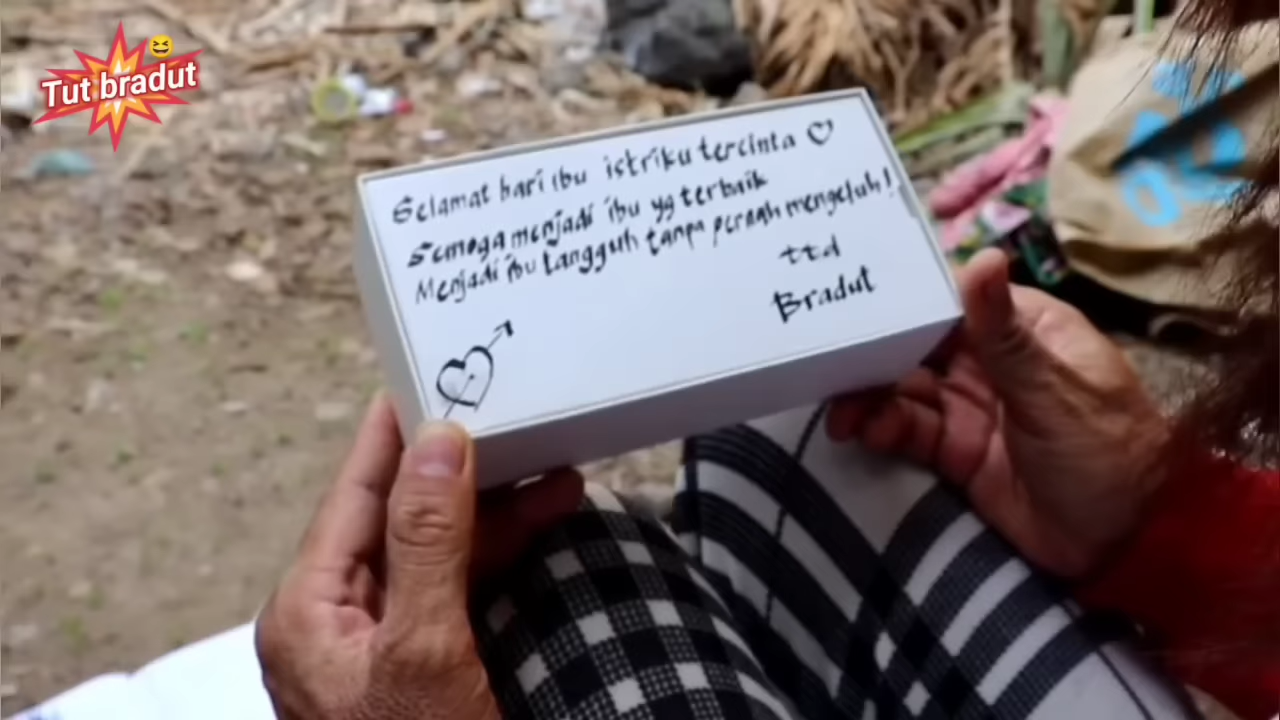 Tut bradut
Selamat hari ibu istriku tercinta
Semoga menjadi ibu yg terbaik
Menjadi ibu tangguh tanpa pernah mengeluh!
ttd
Bradut